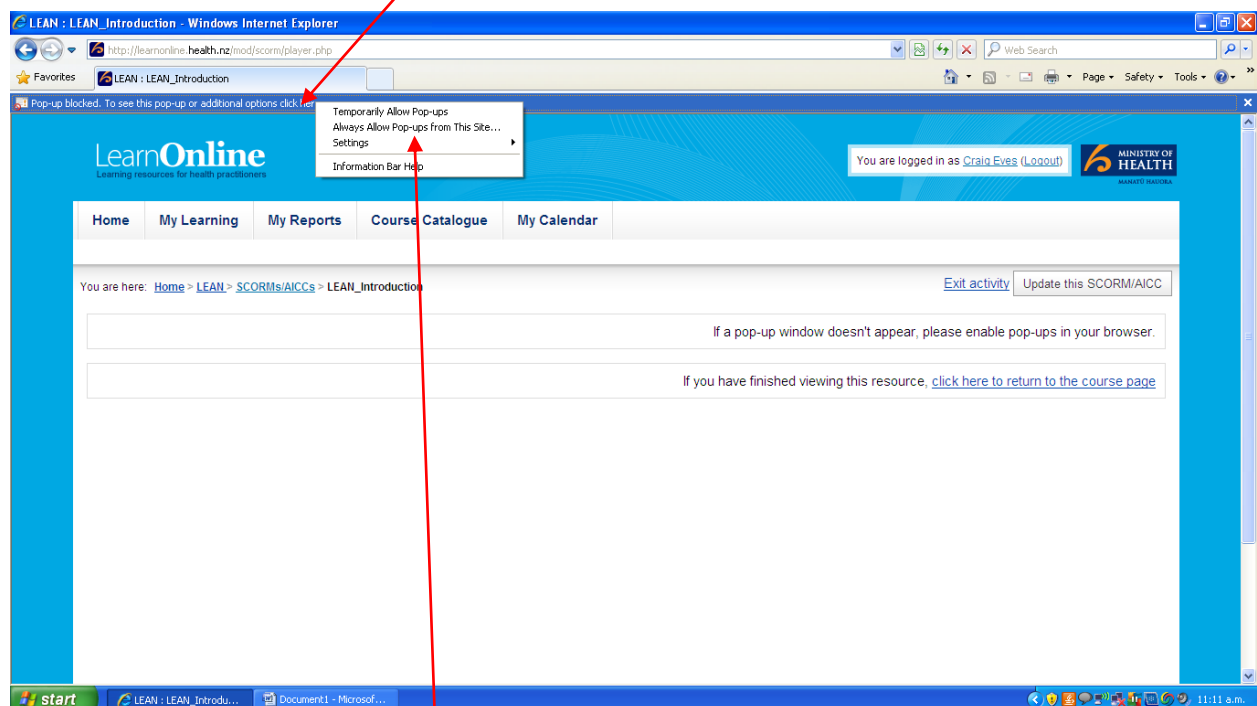 LEAN : LEAN_Introduction - Windows Internet Explorer
http://learnonline.health.nz/mod/scorm/player.php
Web Search
Favorites
LEAN : LEAN_Introduction
Page
Safety
Tools
Pop-up blocked. To see this pop-up or additional options click
Temporarily Allow Pop-ups
Always Allow Pop-ups from This Site...
Settings
Information Bar Help
LearnOnline
Learning resources for health practitioners
You are logged in as Craig Eves (Logout)
MINISTRY OF
HEALTH
MANATŪ HAUORA
Home My Learning My Reports Course Catalogue My Calendar
You are here: Home > LEAN > SCORMs/AICCs > LEAN_Introduction
Exit activity
Update this SCORM/AICC
If a pop-up window doesn't appear, please enable pop-ups in your browser.
If you have finished viewing this resource, click here to return to the course page
start
LEAN : LEAN_Introdu...
Document1 - Microsof...
11:11 a.m.